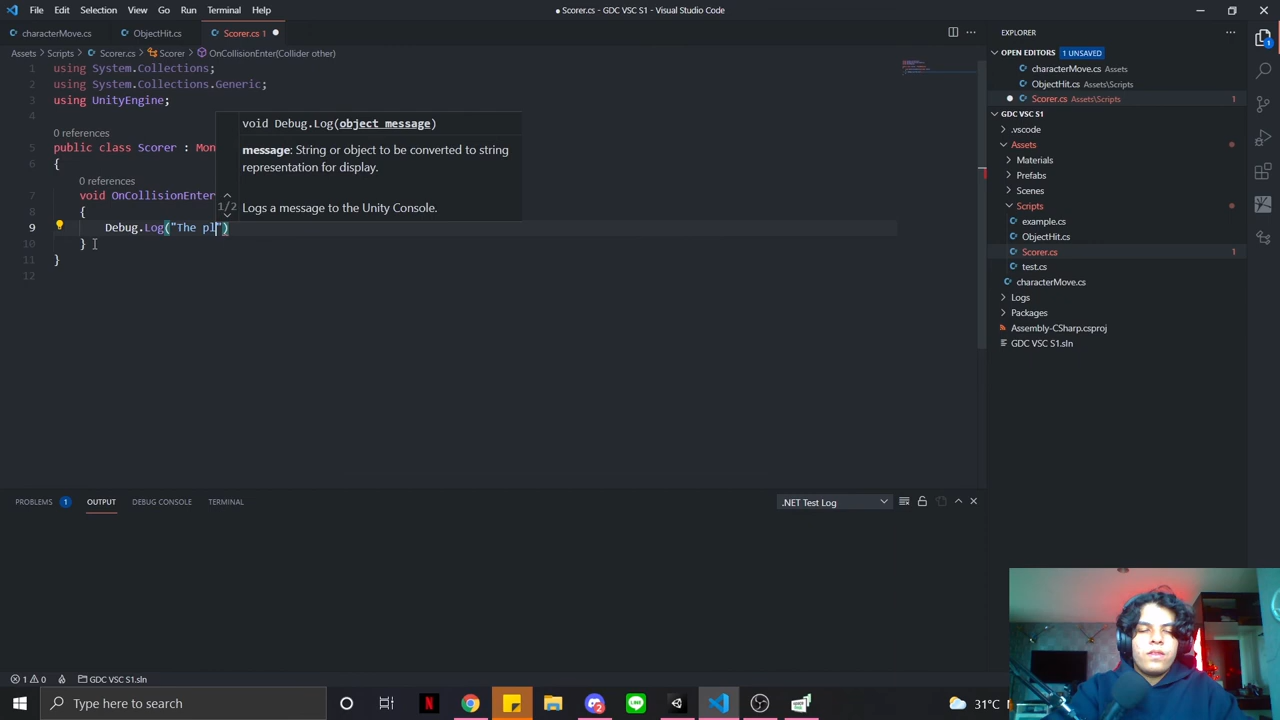 File Edit Selection View Go Run Terminal Help
● Scorer.cs - GDC VSC S1 - Visual Studio Code
characterMove.cs ObjectHit.cs Scorer.cs 1 ●
Assets > Scripts > Scorer.cs > Scorer > OnCollisionEnter(Collider other)
1 using System.Collections;
2 using System.Collections.Generic;
3 using UnityEngine;
4
0 references
5 public class Scorer : Mon
6 {
0 references
7 void OnCollisionEnter
8 {
9 Debug.Log("The pl")
10 }
11 }
12
void Debug.Log(object message)
message: String or object to be converted to string
representation for display.
1/2
Logs a message to the Unity Console.
EXPLORER
OPEN EDITORS 1 UNSAVED
characterMove.cs Assets
ObjectHit.cs Assets\Scripts
● Scorer.cs Assets\Scripts 1
GDC VSC S1
.vscode
Assets
Materials
Prefabs
Scenes
Scripts
example.cs
ObjectHit.cs
Scorer.cs 1
test.cs
characterMove.cs
Logs
Packages
Assembly-CSharp.csproj
GDC VSC S1.sln
1
PROBLEMS 1 OUTPUT DEBUG CONSOLE TERMINAL
.NET Test Log
1 0 GDC VSC S1.sln
Type here to search
31°C